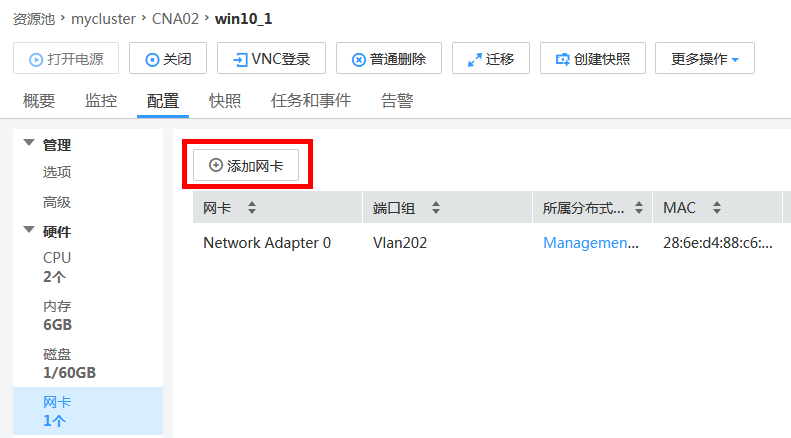 资源池 > mycluster > CNA02 > win10_1
打开电源 关闭 VNC登录 普通删除 迁移 创建快照 更多操作
概要 监控 配置 快照 任务和事件 告警
管理
选项
高级
硬件
CPU
2个
内存
6GB
磁盘
1/60GB
网卡
1个
添加网卡
网卡 端口组 所属分布式... MAC
Network Adapter 0 Vlan202 Managemen... 28:6e:d4:88:c6:...